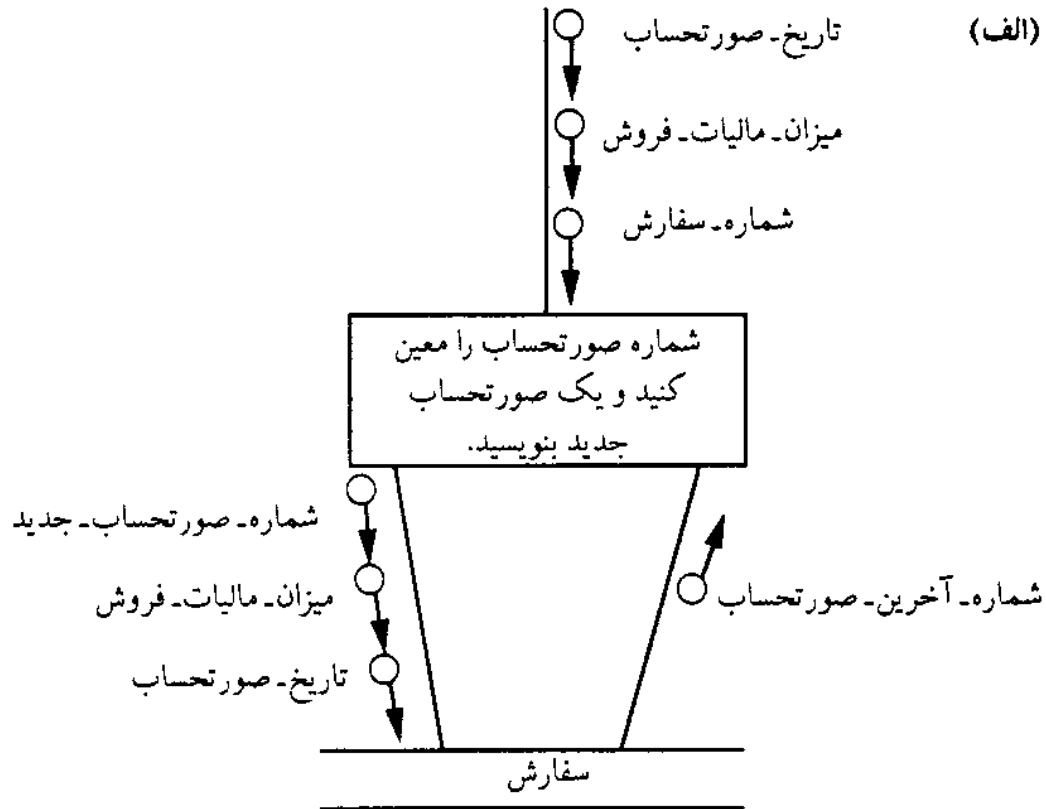 (الف)
تاریخ-صورتحساب
میزان-مالیات-فروش
شماره-سفارش
شماره صورتحساب را معین
کنید و یک صورتحساب
جدید بنویسید.
شماره-صورتحساب-جدید
میزان-مالیات-فروش
تاریخ-صورتحساب
شماره-آخرین-صورتحساب
سفارش